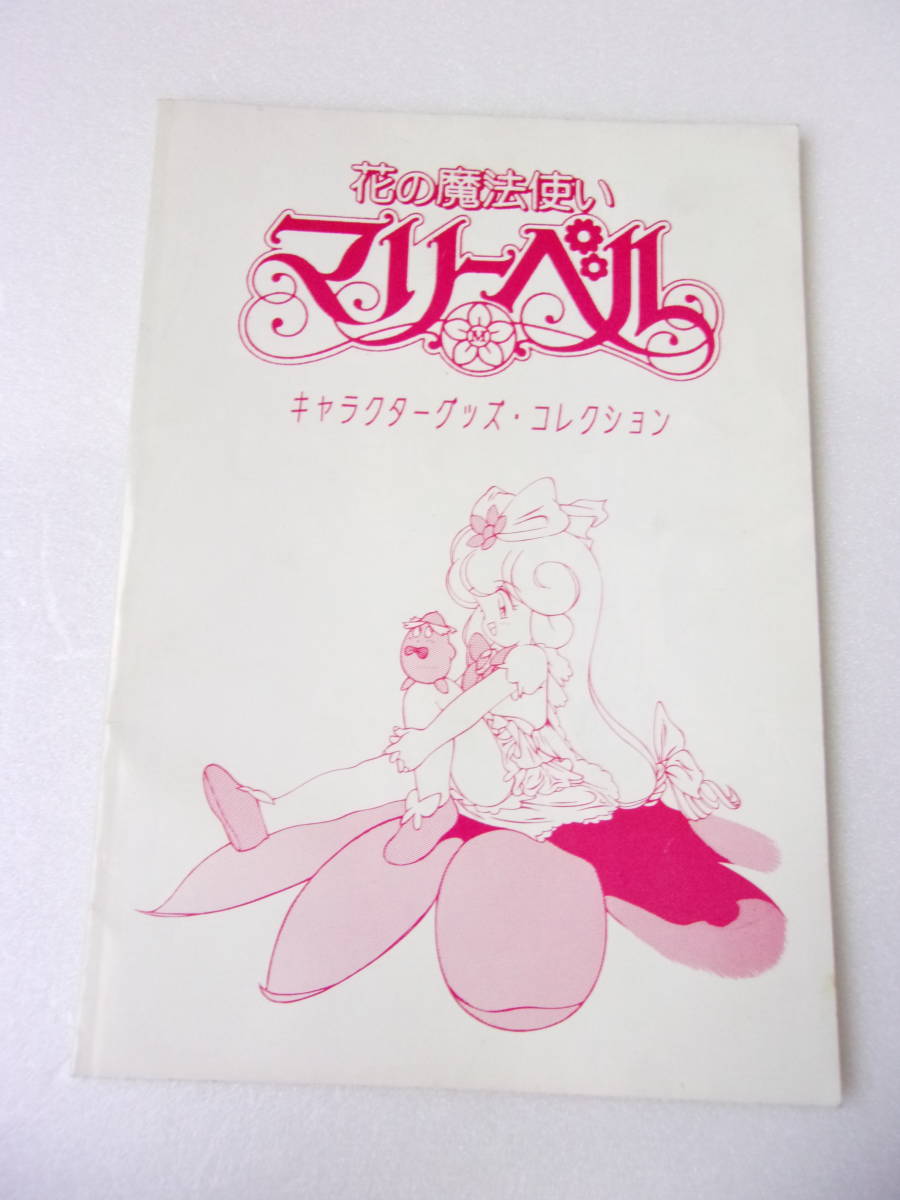 花の魔法使い
マリーベル
M
キャラクターグッズ・コレクション